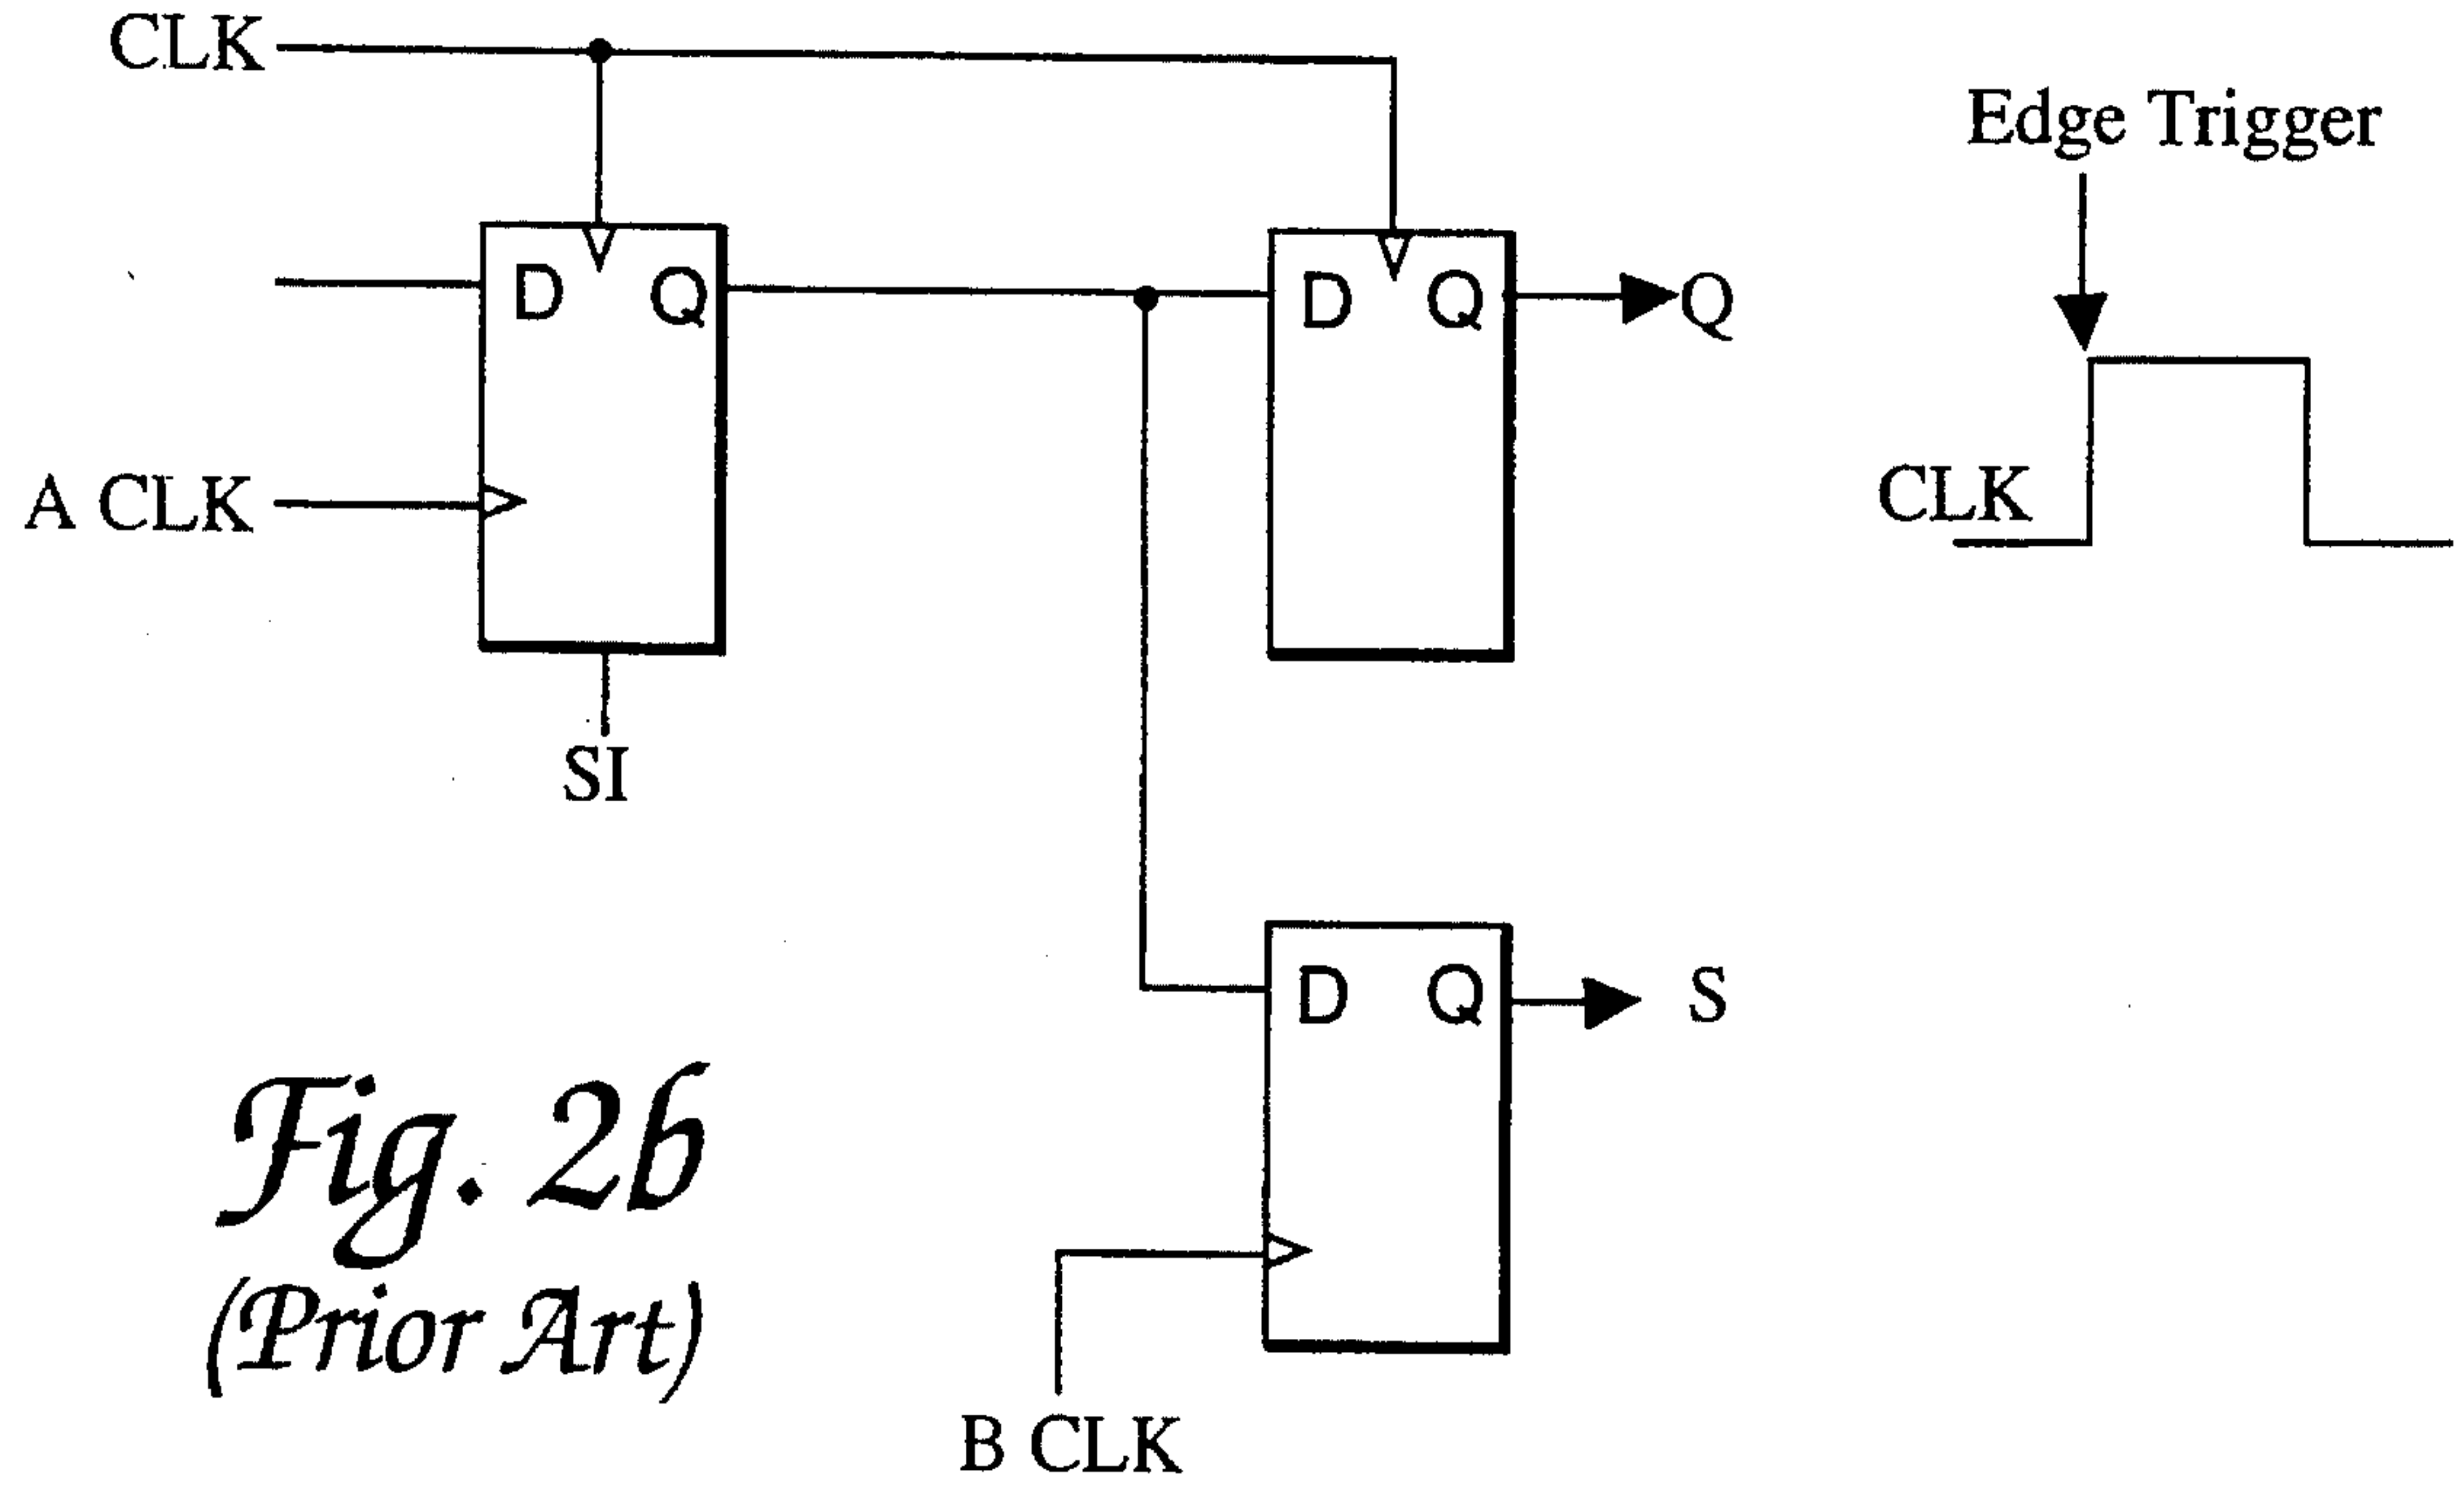 CLK
Edge Trigger
D Q
D Q
Q
A CLK
CLK
SI
D Q
S
Fig. 2b
(Prior Art)
B CLK